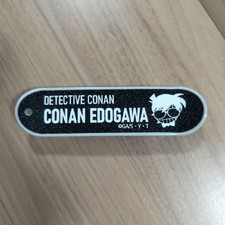 DETECTIVE CONAN
CONAN EDOGAWA
©GA/S・Y・T